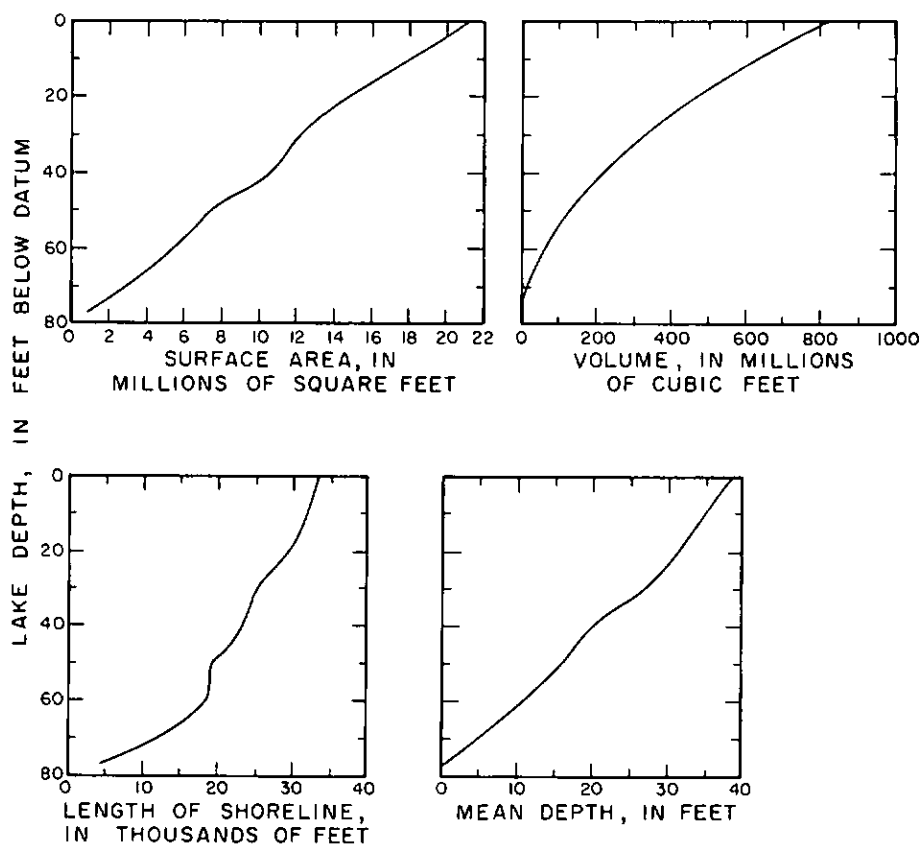 LAKE DEPTH, IN FEET BELOW DATUM
0
20
40
60
80
0 2 4 6 8 10 12 14 16 18 20 22
SURFACE AREA, IN
MILLIONS OF SQUARE FEET
0 200 400 600 800 1000
VOLUME, IN MILLIONS
OF CUBIC FEET
0
20
40
60
80
0 10 20 30 40
LENGTH OF SHORELINE,
IN THOUSANDS OF FEET
0 10 20 30 40
MEAN DEPTH, IN FEET